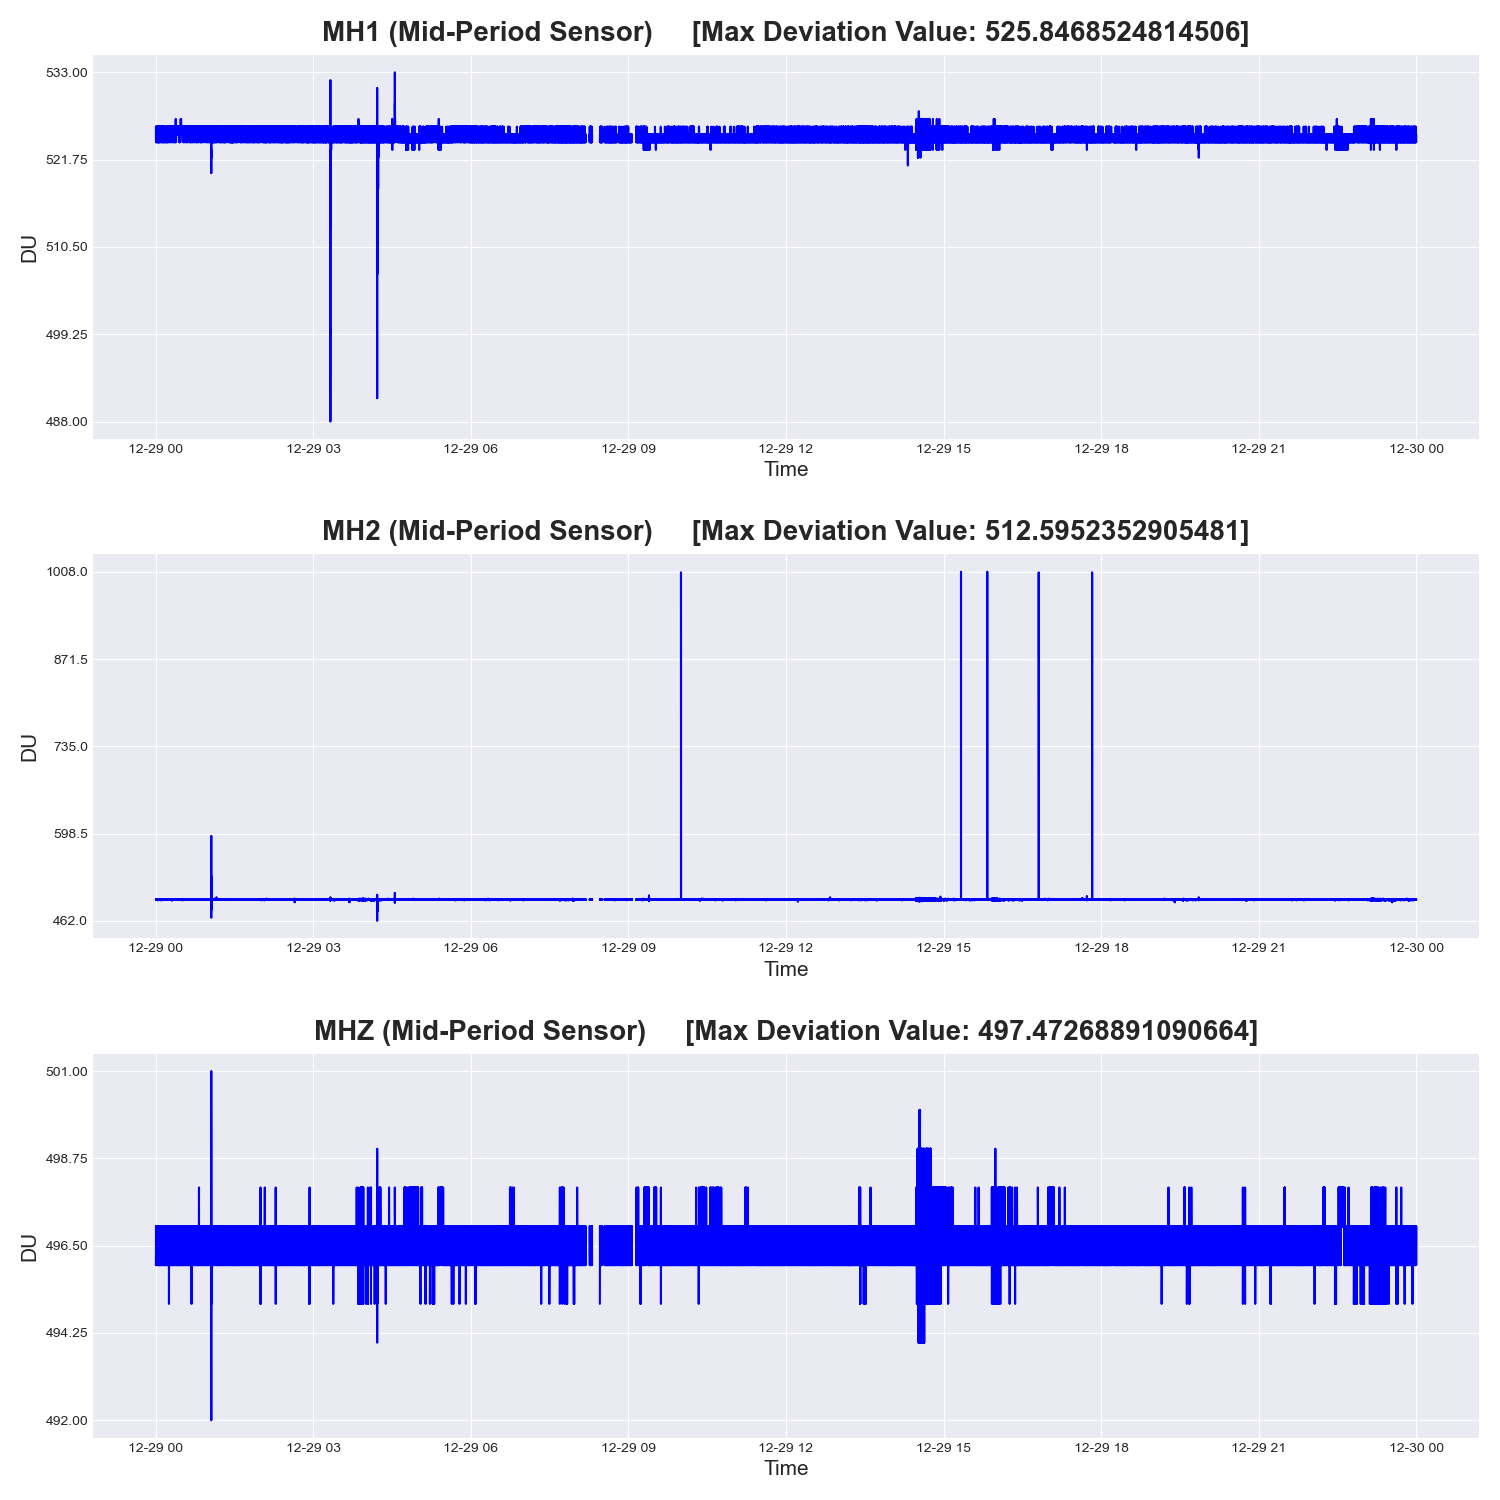 MH1 (Mid-Period Sensor) [Max Deviation Value: 525.8468524814506]
533.00
521.75
510.50
499.25
488.00
DU
12-29 00 12-29 03 12-29 06 12-29 09 12-29 12 12-29 15 12-29 18 12-29 21 12-30 00
Time
MH2 (Mid-Period Sensor) [Max Deviation Value: 512.5952352905481]
1008.0
871.5
735.0
598.5
462.0
DU
12-29 00 12-29 03 12-29 06 12-29 09 12-29 12 12-29 15 12-29 18 12-29 21 12-30 00
Time
MHZ (Mid-Period Sensor) [Max Deviation Value: 497.47268891090664]
501.00
498.75
496.50
494.25
492.00
DU
12-29 00 12-29 03 12-29 06 12-29 09 12-29 12 12-29 15 12-29 18 12-29 21 12-30 00
Time